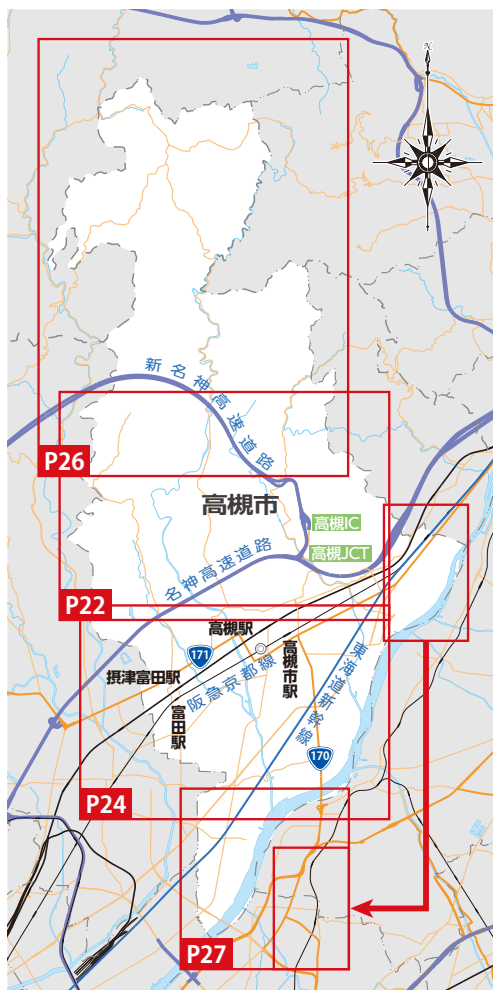 N
新名神高速道路
P26
高槻市
高槻IC
高槻JCT
名神高速道路
P22
高槻駅
171
摂津富田駅
阪急京都線
高槻市駅
東海道新幹線
富田駅
170
P24
P27